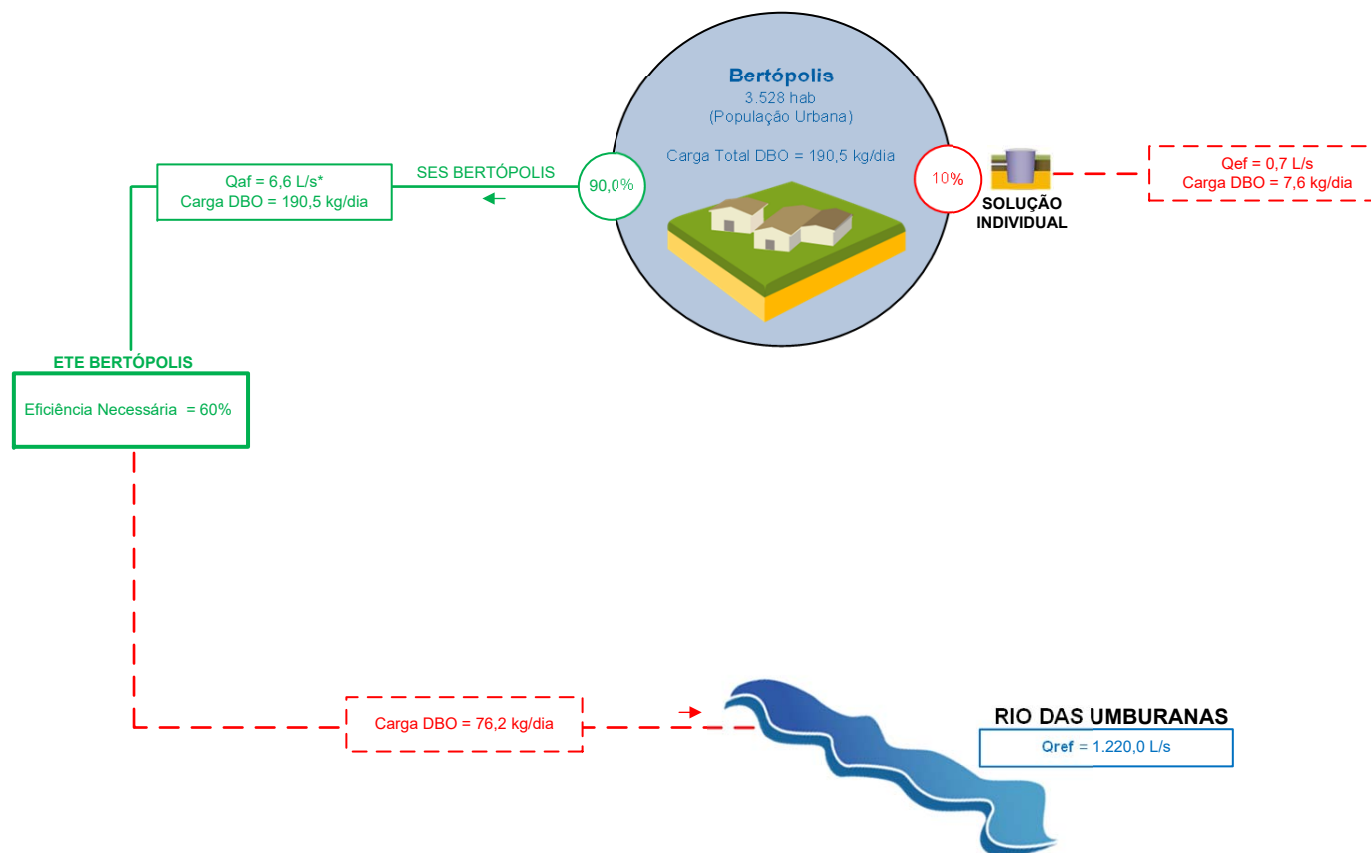 Bertópolis
3.528 hab
(População Urbana)
Carga Total DBO = 190,5 kg/dia
90,0%
SES BERTÓPOLIS
Qaf = 6,6 L/s*
Carga DBO = 190,5 kg/dia
10%
SOLUÇÃO
INDIVIDUAL
Qef = 0,7 L/s
Carga DBO = 7,6 kg/dia
ETE BERTÓPOLIS
Eficiência Necessária = 60%
Carga DBO = 76,2 kg/dia
RIO DAS UMBURANAS
Qref = 1.220,0 L/s